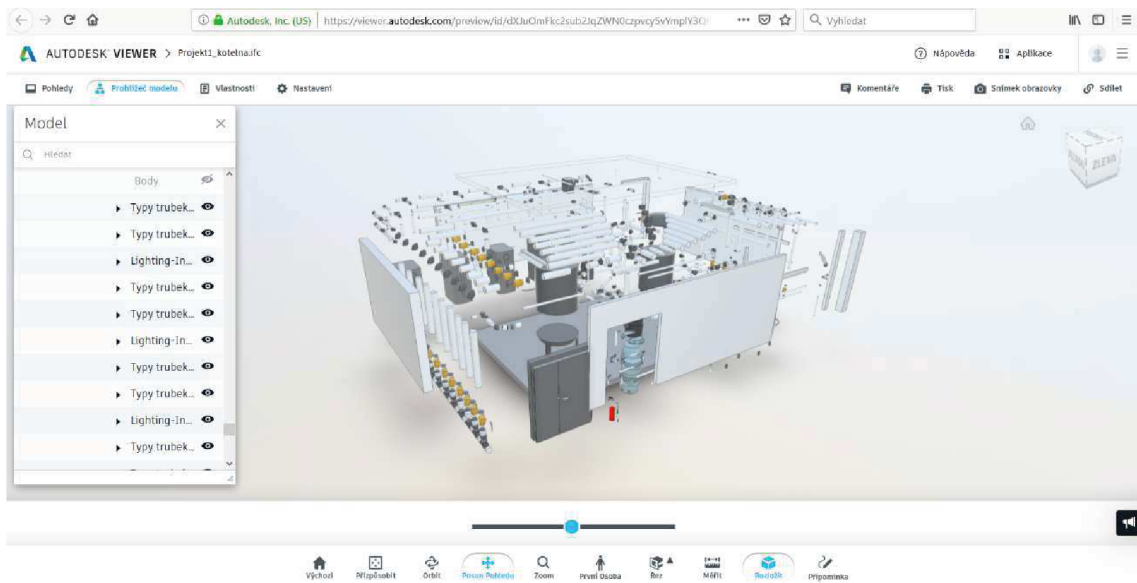 Autodesk, Inc. (US) https://viewer.autodesk.com/preview/id/dXJuOmFkc2sub2JqZWN0czpvcy5vYmplY3Q Vyhledat
AUTODESK® VIEWER > Projekt1_kotelna.ifc Nápověda Aplikace
Pohledy Prohlížeč modelu Vlastnosti Nastavení Komentáře Tisk Snímek obrazovky Sdílet
Model
Hledat
Body
Typy trubek...
Typy trubek...
Lighting-In...
Typy trubek...
Typy trubek...
Lighting-In...
Typy trubek...
Typy trubek...
Lighting-In...
Typy trubek...
ZLEVA
Výchozí Přizpůsobit Orbit Posun Pohledu Zoom První Osoba Řez Měřit Rozložit Připomínka